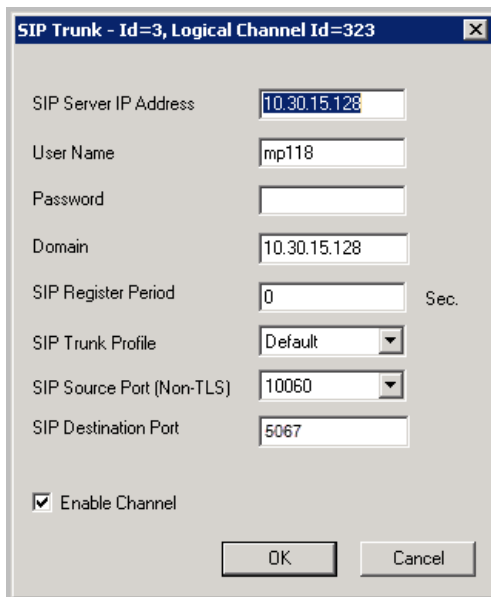 SIP Trunk - Id=3, Logical Channel Id=323
SIP Server IP Address 10.30.15.128
User Name mp118
Password
Domain 10.30.15.128
SIP Register Period 0 Sec.
SIP Trunk Profile Default
SIP Source Port (Non-TLS) 10060
SIP Destination Port 5067
Enable Channel
OK Cancel